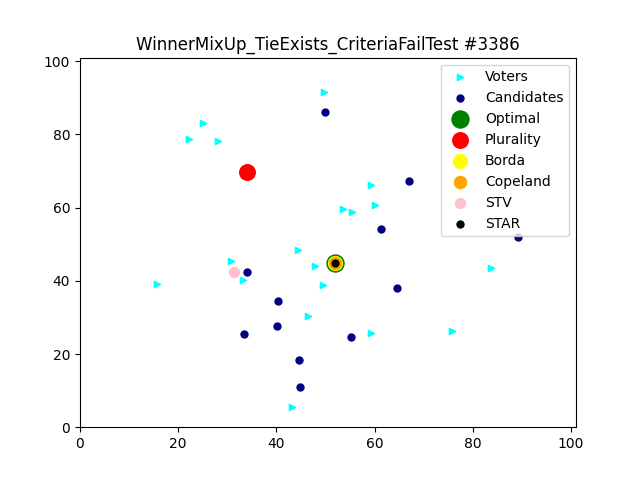 WinnerMixUp_TieExists_CriteriaFailTest #3386
Voters
Candidates
Optimal
Plurality
Borda
Copeland
STV
STAR
100
80
60
40
20
0
0 20 40 60 80 100